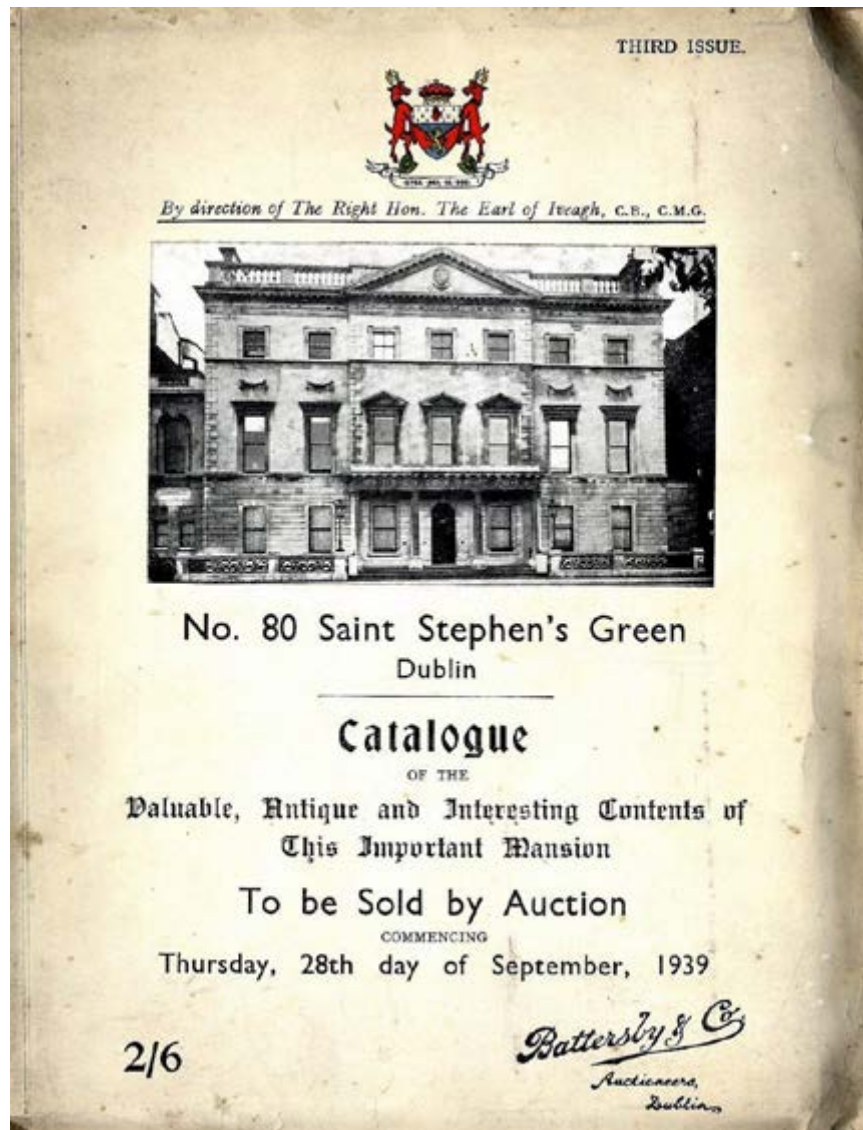 THIRD ISSUE.
By direction of The Right Hon. The Earl of Iveagh, C.B., C.M.G.
No. 80 Saint Stephen's Green
Dublin
Catalogue
OF THE
Valuable, Antique and Interesting Contents of
This Important Mansion
To be Sold by Auction
COMMENCING
Thursday, 28th day of September, 1939
2/6
Battersby & Co
Auctioneers,
Dublin.